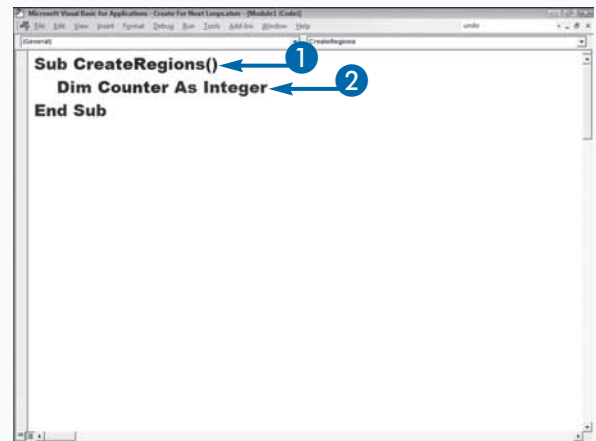 Microsoft Visual Basic for Applications - Create For Next Loops.xlsm - [Module1 (Code)]
File Edit View Insert Format Debug Run Tools Add-Ins Window Help
undo
(General)
CreateRegions
Sub CreateRegions()
1
Dim Counter As Integer
2
End Sub